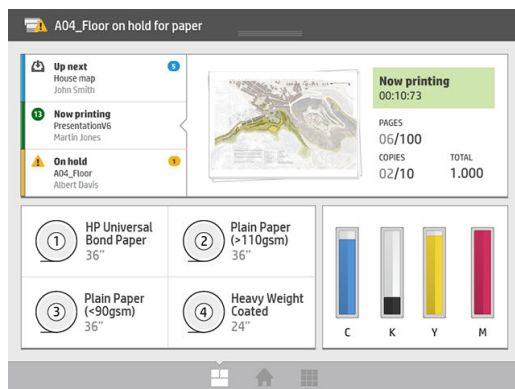 A04_Floor on hold for paper
Up next
5
House map
John Smith
13
Now printing
PresentationV6
Martin Jones
On hold
1
A04_Floor
Albert Davis
Now printing
00:10:73
PAGES
06/100
COPIES
TOTAL
02/10
1.000
1
HP Universal
Bond Paper
36”
2
Plain Paper
(>110gsm)
36”
3
Plain Paper
(<90gsm)
36”
4
Heavy Weight
Coated
24”
C
K
Y
M